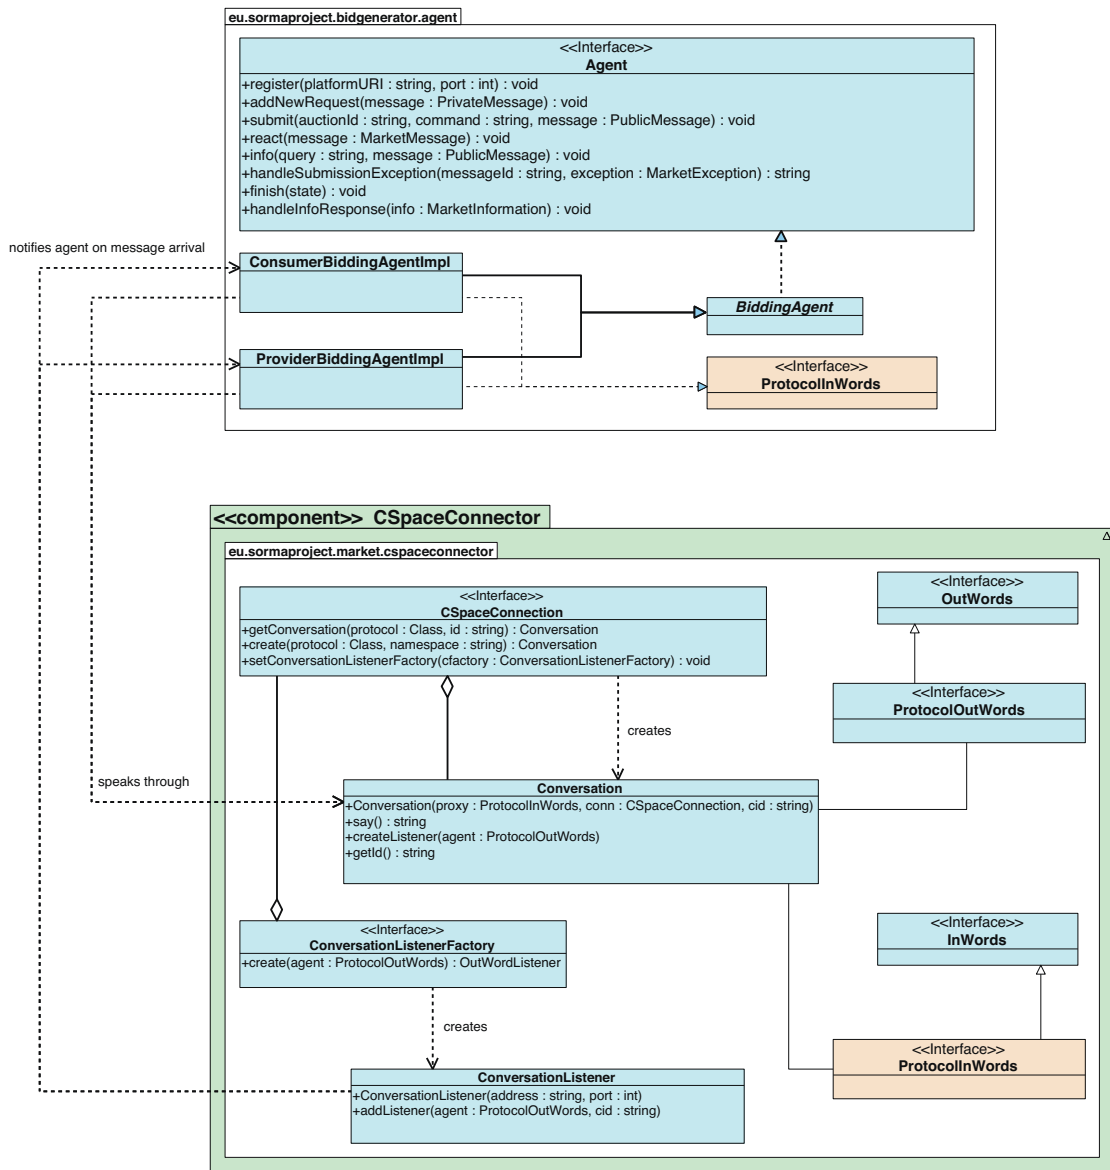 eu.sormaproject.bidgenerator.agent
<<Interface>>
Agent
+register(platformURI : string, port : int) : void
+addNewRequest(message : PrivateMessage) : void
+submit(auctionId : string, command : string, message : PublicMessage) : void
+react(message : MarketMessage) : void
+info(query : string, message : PublicMessage) : void
+handleSubmissionException(messageId : string, exception : MarketException) : string
+finish(state) : void
+handleInfoResponse(info : MarketInformation) : void
notifies agent on message arrival
ConsumerBiddingAgentImpl
BiddingAgent
ProviderBiddingAgentImpl
<<Interface>>
ProtocolInWords
<<component>> CSpaceConnector
eu.sormaproject.market.cspaceconnector
<<Interface>>
CSpaceConnection
+getConversation(protocol : Class, id : string) : Conversation
+create(protocol : Class, namespace : string) : Conversation
+setConversationListenerFactory(cfactory : ConversationListenerFactory) : void
<<Interface>>
OutWords
<<Interface>>
ProtocolOutWords
creates
speaks through
Conversation
+Conversation(proxy : ProtocolInWords, conn : CSpaceConnection, cid : string)
+say() : string
+createListener(agent : ProtocolOutWords)
+getId() : string
<<Interface>>
ConversationListenerFactory
+create(agent : ProtocolOutWords) : OutWordListener
<<Interface>>
InWords
creates
<<Interface>>
ProtocolInWords
ConversationListener
+ConversationListener(address : string, port : int)
+addListener(agent : ProtocolOutWords, cid : string)